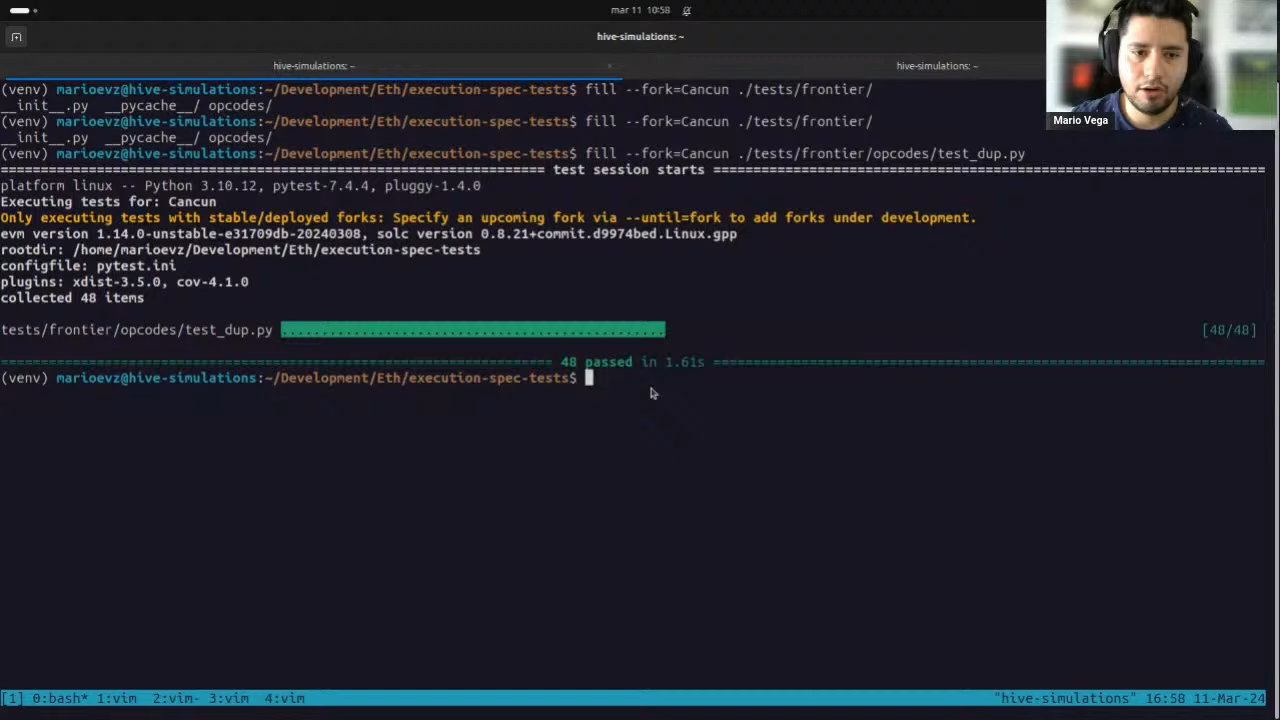 mar 11 10:58
hive-simulations: ~
hive-simulations: ~ × hive-simulations: ~
Mario Vega
(venv) marioevz@hive-simulations:~/Development/Eth/execution-spec-tests$ fill --fork=Cancun ./tests/frontier/
__init__.py __pycache__/ opcodes/
(venv) marioevz@hive-simulations:~/Development/Eth/execution-spec-tests$ fill --fork=Cancun ./tests/frontier/
__init__.py __pycache__/ opcodes/
(venv) marioevz@hive-simulations:~/Development/Eth/execution-spec-tests$ fill --fork=Cancun ./tests/frontier/opcodes/test_dup.py
==================================================================== test session starts =====================================================================
platform linux -- Python 3.10.12, pytest-7.4.4, pluggy-1.4.0
Executing tests for: Cancun
Only executing tests with stable/deployed forks: Specify an upcoming fork via --until=fork to add forks under development.
evm version 1.14.0-unstable-e31709db-20240308, solc version 0.8.21+commit.d9974bed.Linux.gpp
rootdir: /home/marioevz/Development/Eth/execution-spec-tests
configfile: pytest.ini
plugins: xdist-3.5.0, cov-4.1.0
collected 48 items
tests/frontier/opcodes/test_dup.py ................................................ [48/48]
===================================================================== 48 passed in 1.61s =====================================================================
(venv) marioevz@hive-simulations:~/Development/Eth/execution-spec-tests$
[1] 0:bash* 1:vim 2:vim- 3:vim 4:vim "hive-simulations" 16:58 11-Mar-24